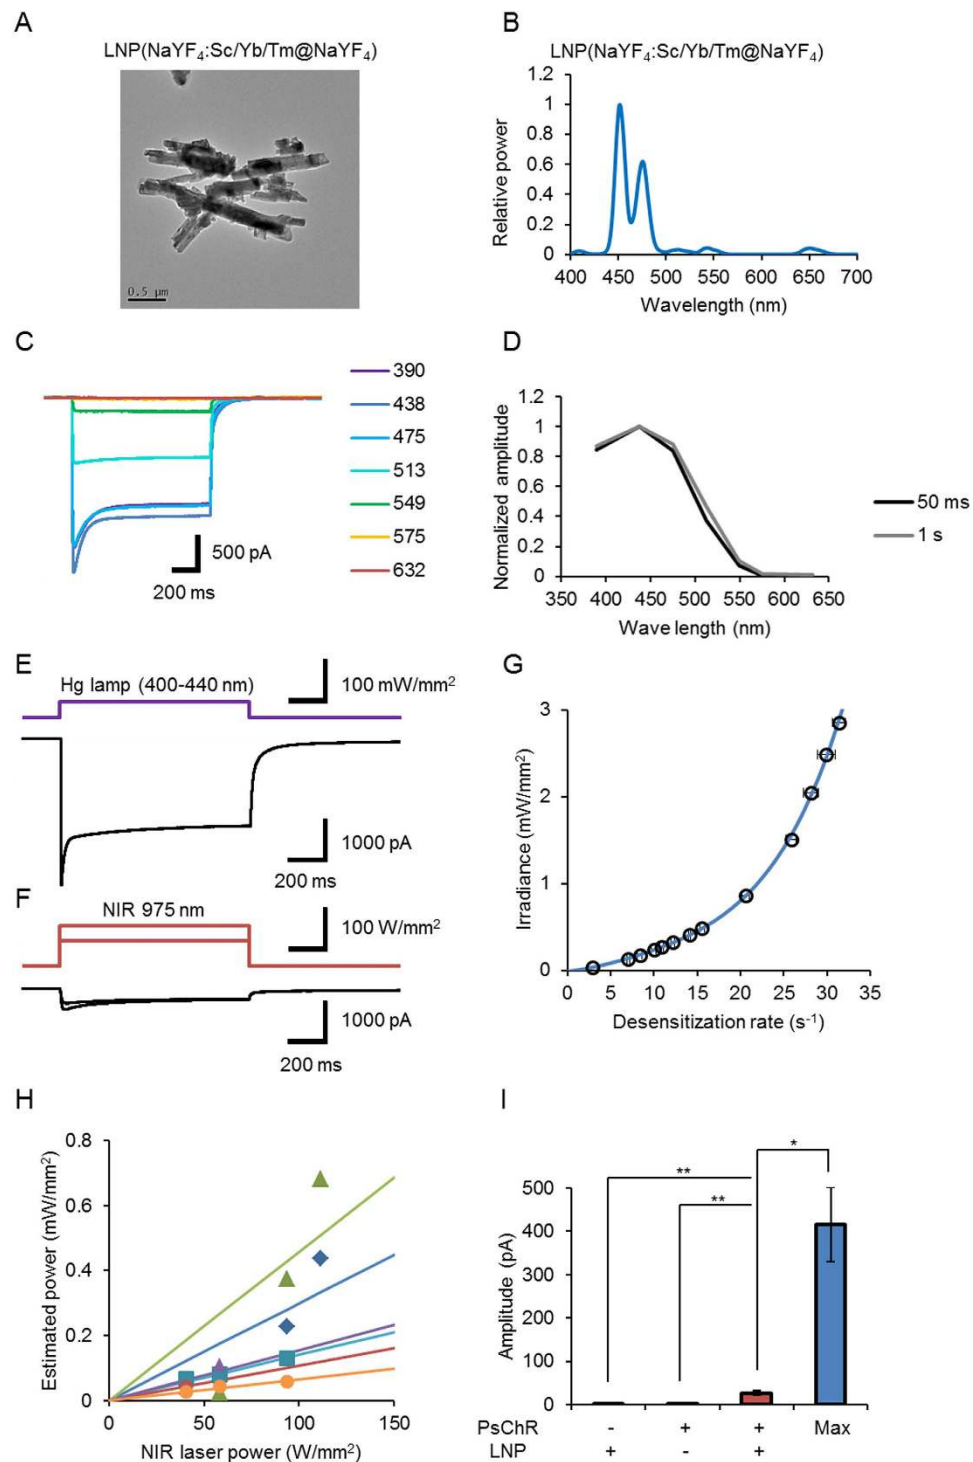 A
LNP(NaYF₄:Sc/Yb/Tm@NaYF₄)
0.5 µm
B
LNP(NaYF₄:Sc/Yb/Tm@NaYF₄)
Relative power
1.2
1
0.8
0.6
0.4
0.2
0
400 450 500 550 600 650 700
Wavelength (nm)
C
390
438
475
513
549
575
632
500 pA
200 ms
D
Normalized amplitude
1.2
1
0.8
0.6
0.4
0.2
0
350 400 450 500 550 600 650
Wave length (nm)
50 ms
1 s
E
Hg lamp (400-440 nm)
100 mW/mm²
1000 pA
200 ms
F
NIR 975 nm
100 W/mm²
1000 pA
200 ms
G
Irradiance (mW/mm²)
3
2
1
0
0 5 10 15 20 25 30 35
Desensitization rate (s⁻¹)
H
Estimated power (mW/mm²)
0.8
0.6
0.4
0.2
0
0 50 100 150
NIR laser power (W/mm²)
I
Amplitude (pA)
500
400
300
200
100
0
**
**
*
PsChR - + + Max
LNP + - +